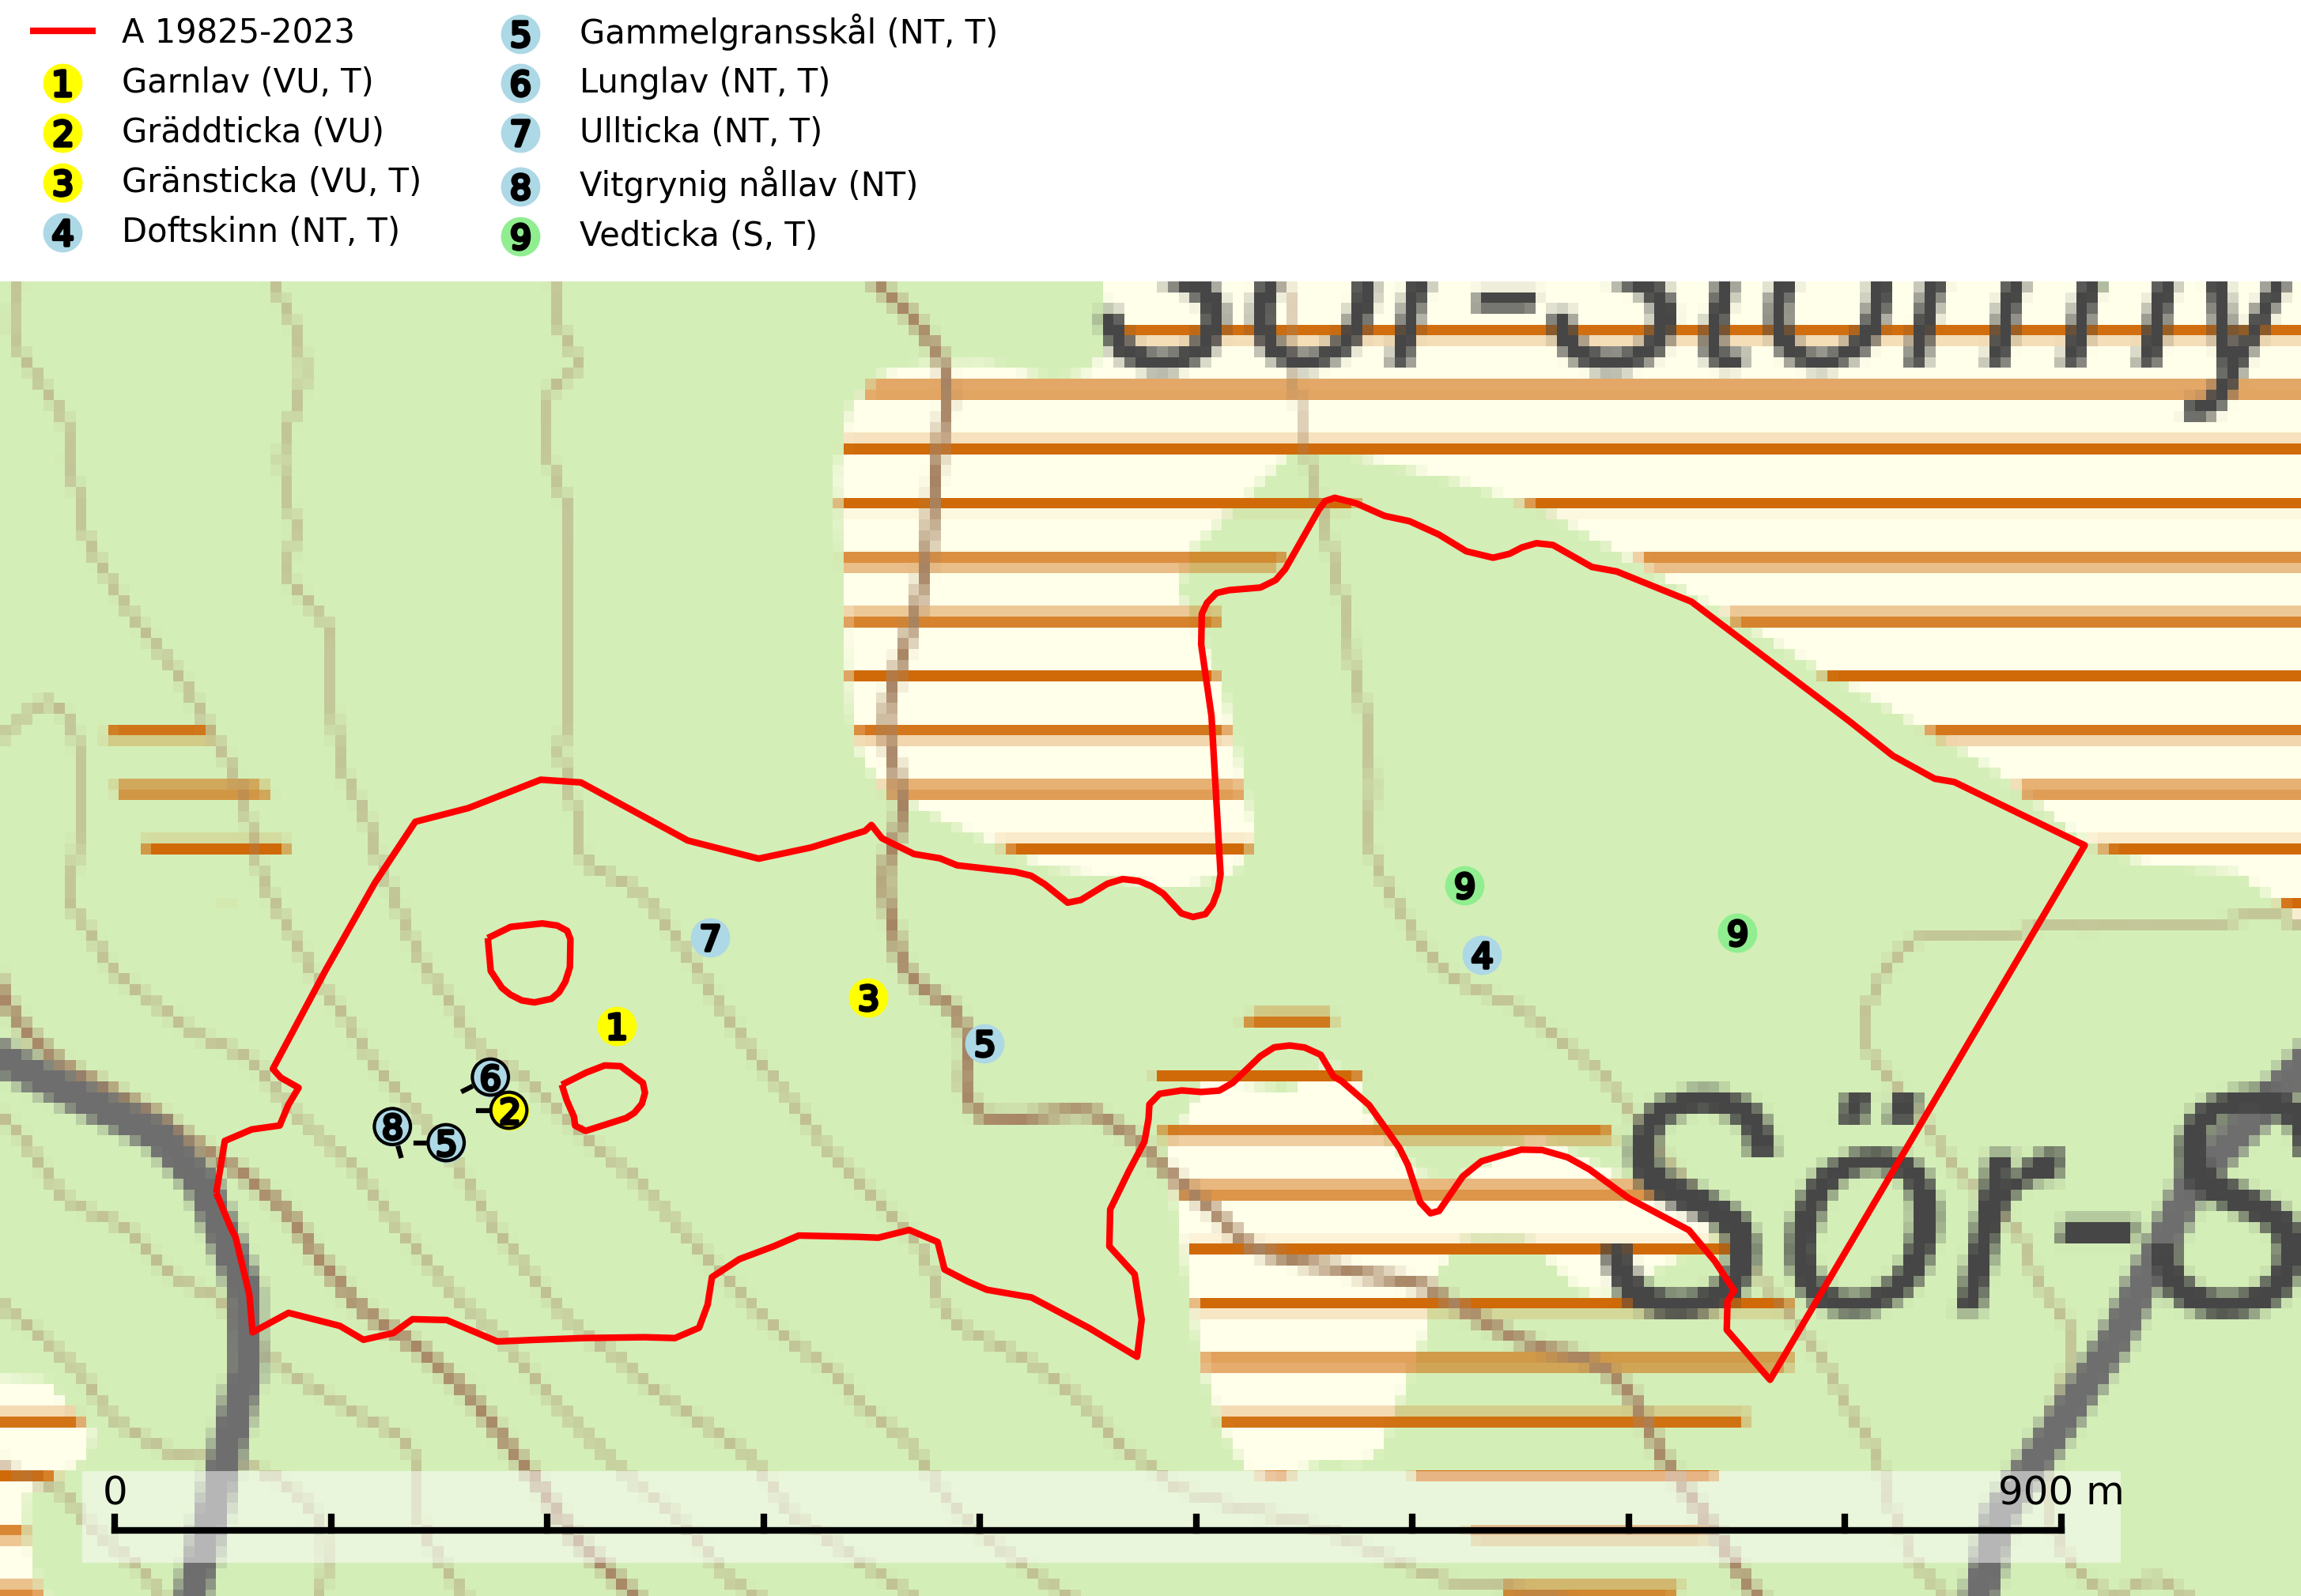 A 19825-2023
1 Garnlav (VU, T)
2 Gräddticka (VU)
3 Gränsticka (VU, T)
4 Doftskinn (NT, T)
5 Gammelgransskål (NT, T)
6 Lunglav (NT, T)
7 Ullticka (NT, T)
8 Vitgrynig nållav (NT)
9 Vedticka (S, T)
9
7
9
4
3
1
5
6
2
8
5
Sör-
0
900 m